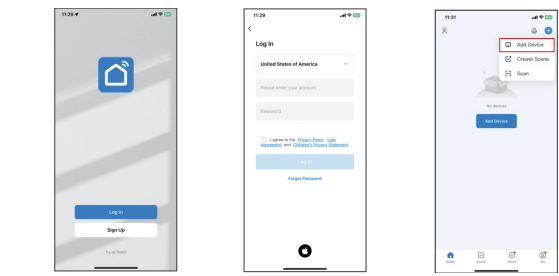 11:29
Log In
Sign Up
Try as Guest
11:29
Log In
United States of America
Please enter your account
Password
I agree to the Privacy Policy User
Agreement and Children's Privacy Statement
Log In
Forgot Password
11:31
Add Device
Create Scene
Scan
No devices
Add Device
Home
Scene
Smart
Me